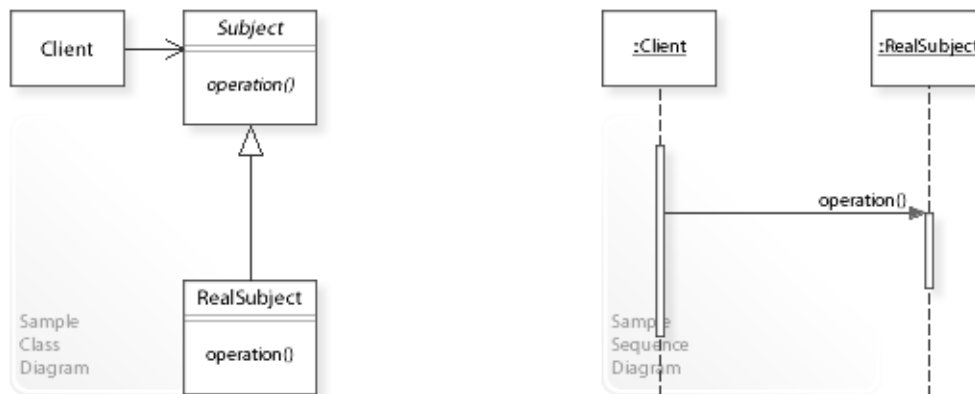 Client
Subject
operation()
RealSubject
operation()
Sample
Class
Diagram
:Client
:RealSubject
operation()
Sample
Sequence
Diagram